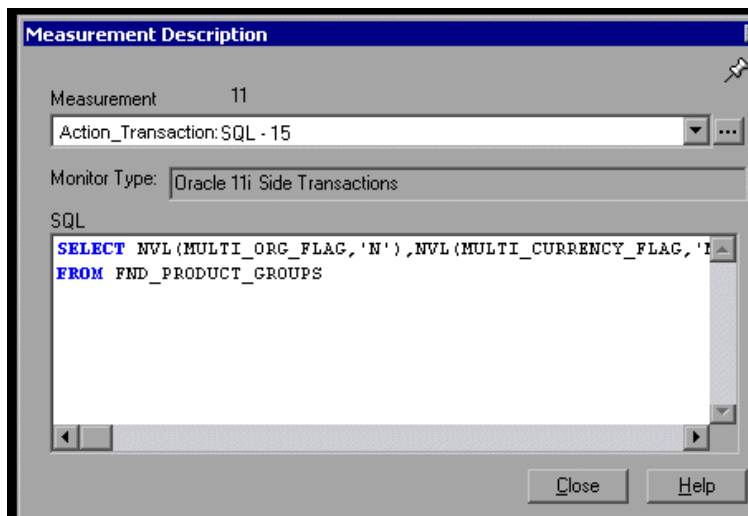 Measurement Description
Measurement 11
Action_Transaction:SQL - 15
Monitor Type: Oracle 11i Side Transactions
SQL
SELECT NVL(MULTI_ORG_FLAG,'N'),NVL(MULTI_CURRENCY_FLAG,'
FROM FND_PRODUCT_GROUPS
Close Help